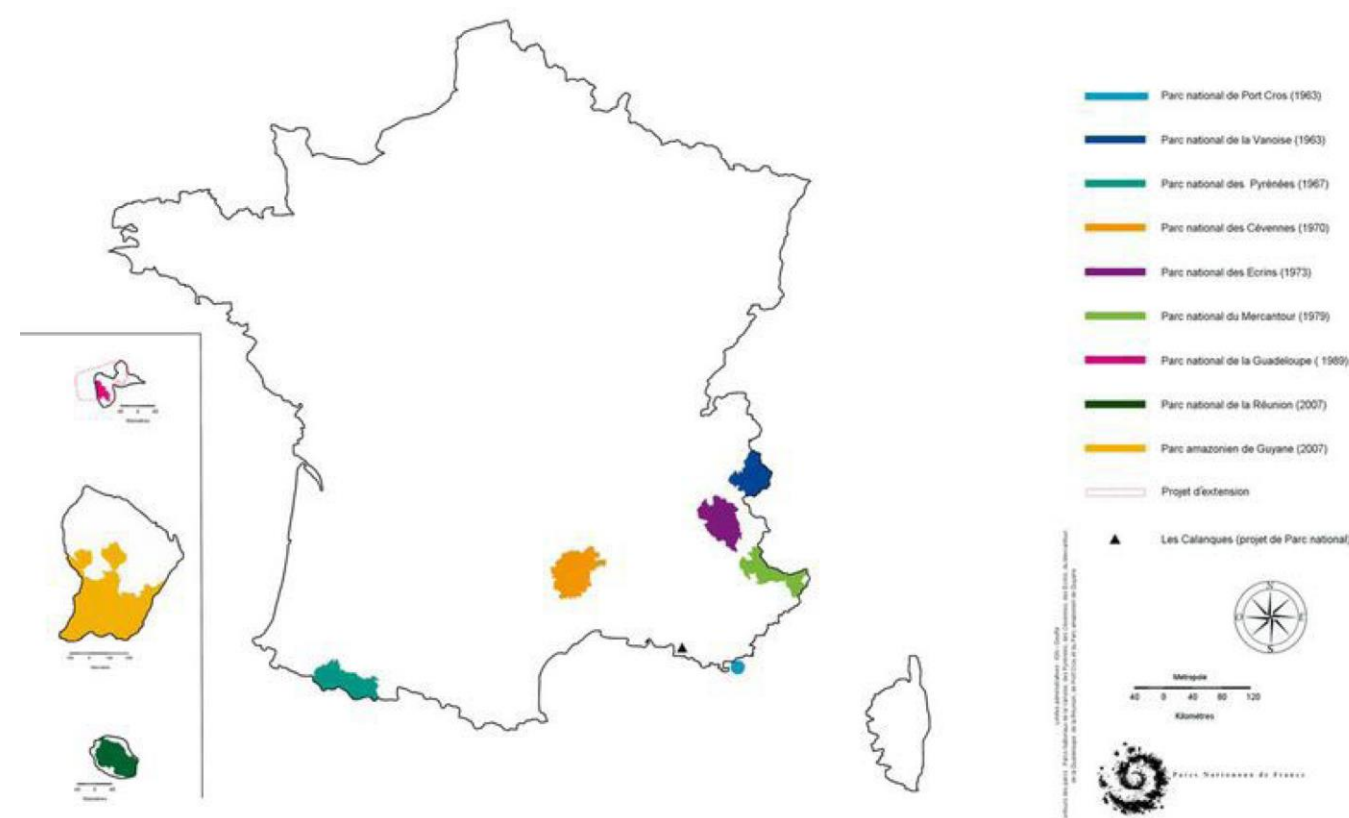 Parc national de Port Cros (1963)
Parc national de la Vanoise (1963)
Parc national des Pyrénées (1967)
Parc national des Cévennes (1970)
Parc national des Ecrins (1973)
Parc national du Mercantour (1979)
Parc national de la Guadeloupe ( 1989)
Parc national de la Réunion (2007)
Parc amazonien de Guyane (2007)
Projet d'extension
Les Calanques (projet de Parc national)
N
O E
S
Métropole
40 0 40 80 120
Kilomètres
Parcs Nationaux de France